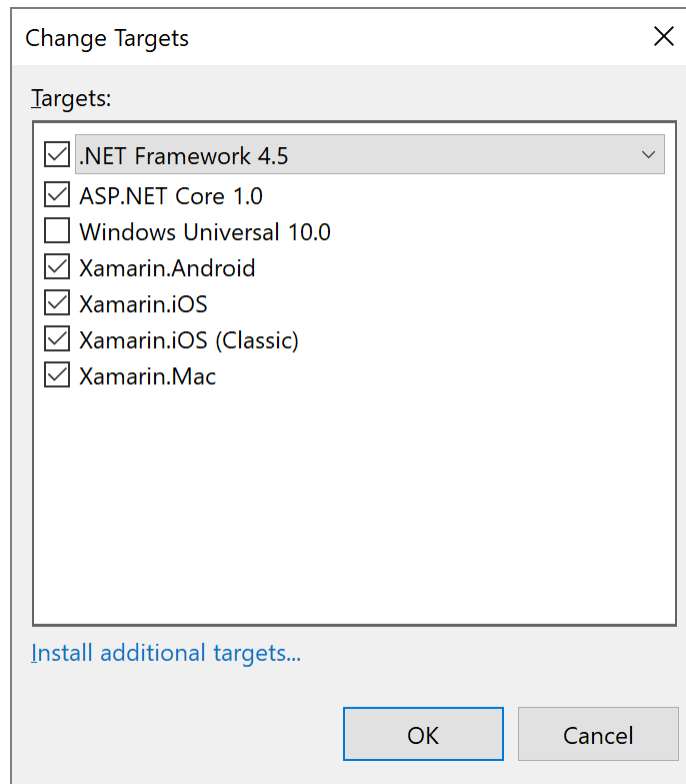 Change Targets
Targets:
.NET Framework 4.5
ASP.NET Core 1.0
Windows Universal 10.0
Xamarin.Android
Xamarin.iOS
Xamarin.iOS (Classic)
Xamarin.Mac
Install additional targets...
OK
Cancel